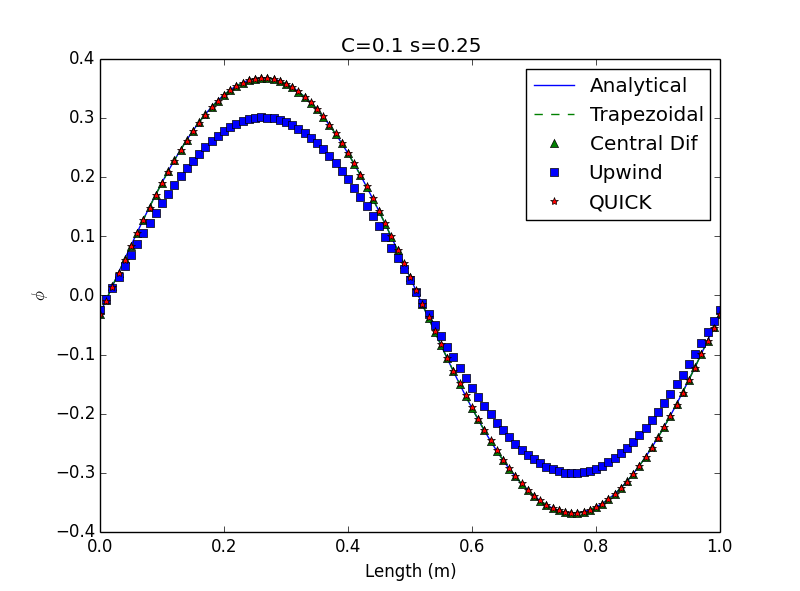 C=0.1 s=0.25
0.4
0.3
0.2
0.1
0.0
−0.1
−0.2
−0.3
−0.4
ϕ
Analytical
Trapezoidal
Central Dif
Upwind
QUICK
0.0 0.2 0.4 0.6 0.8 1.0
Length (m)